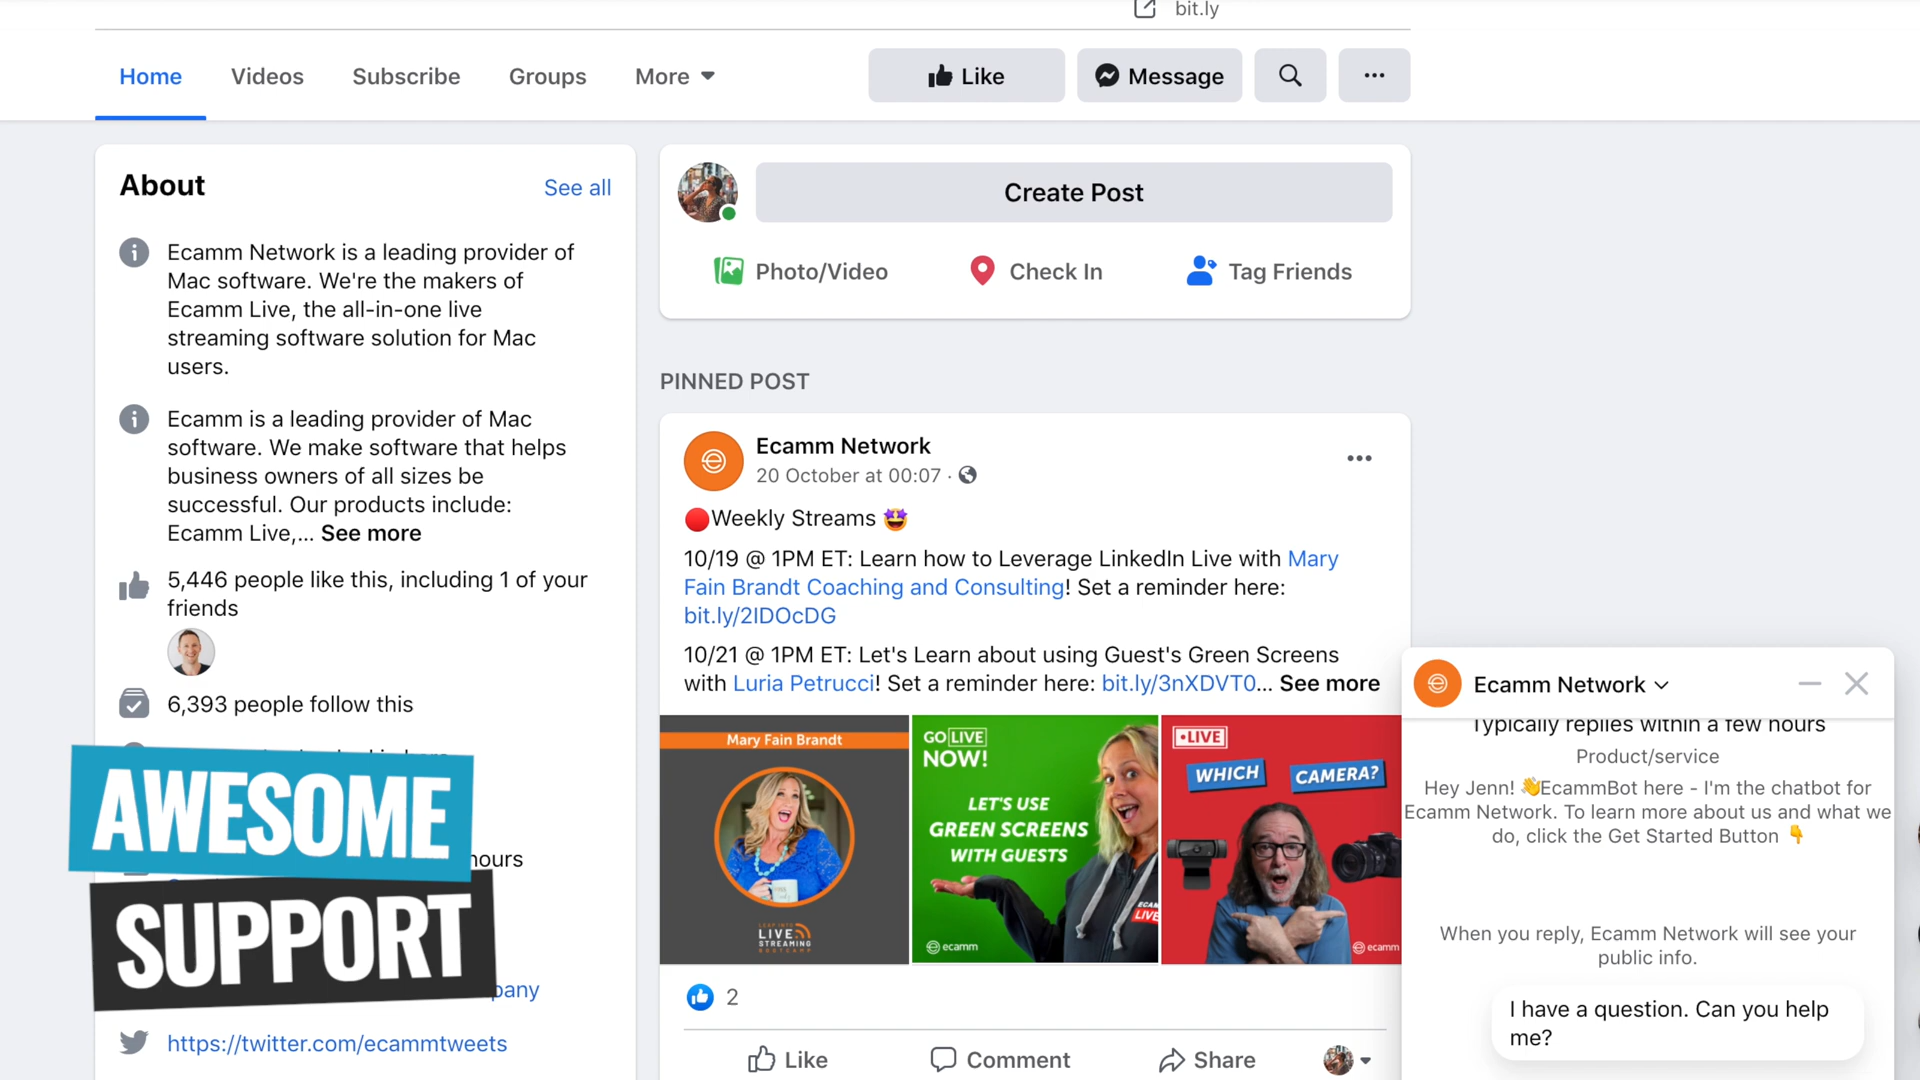 bit.ly
Home
Videos
Subscribe
Groups
More
Like
Message
About
See all
Ecamm Network is a leading provider of
Mac software. We're the makers of
Ecamm Live, the all-in-one live
streaming software solution for Mac
users.
Ecamm is a leading provider of Mac
software. We make software that helps
business owners of all sizes be
successful. Our products include:
Ecamm Live,... See more
5,446 people like this, including 1 of your
friends
6,393 people follow this
AWESOME
SUPPORT
hours
pany
https://twitter.com/ecammtweets
Create Post
Photo/Video
Check In
Tag Friends
PINNED POST
Ecamm Network
20 October at 00:07 ·
🔴Weekly Streams 🤩
10/19 @ 1PM ET: Learn how to Leverage LinkedIn Live with Mary
Fain Brandt Coaching and Consulting! Set a reminder here:
bit.ly/2IDOcDG
10/21 @ 1PM ET: Let's Learn about using Guest's Green Screens
with Luria Petrucci! Set a reminder here: bit.ly/3nXDVT0... See more
Mary Fain Brandt
LEAP INTO
LIVE
STREAMING
BOOTCAMP
GO LIVE
NOW!
LET'S USE
GREEN SCREENS
WITH GUESTS
LIVE
ecamm
•LIVE
WHICH
CAMERA?
ecamm
2
Like
Comment
Share
Ecamm Network
Typically replies within a few hours
Product/service
Hey Jenn! 👋EcammBot here - I'm the chatbot for
Ecamm Network. To learn more about us and what we
do, click the Get Started Button 👇
When you reply, Ecamm Network will see your
public info.
I have a question. Can you help
me?